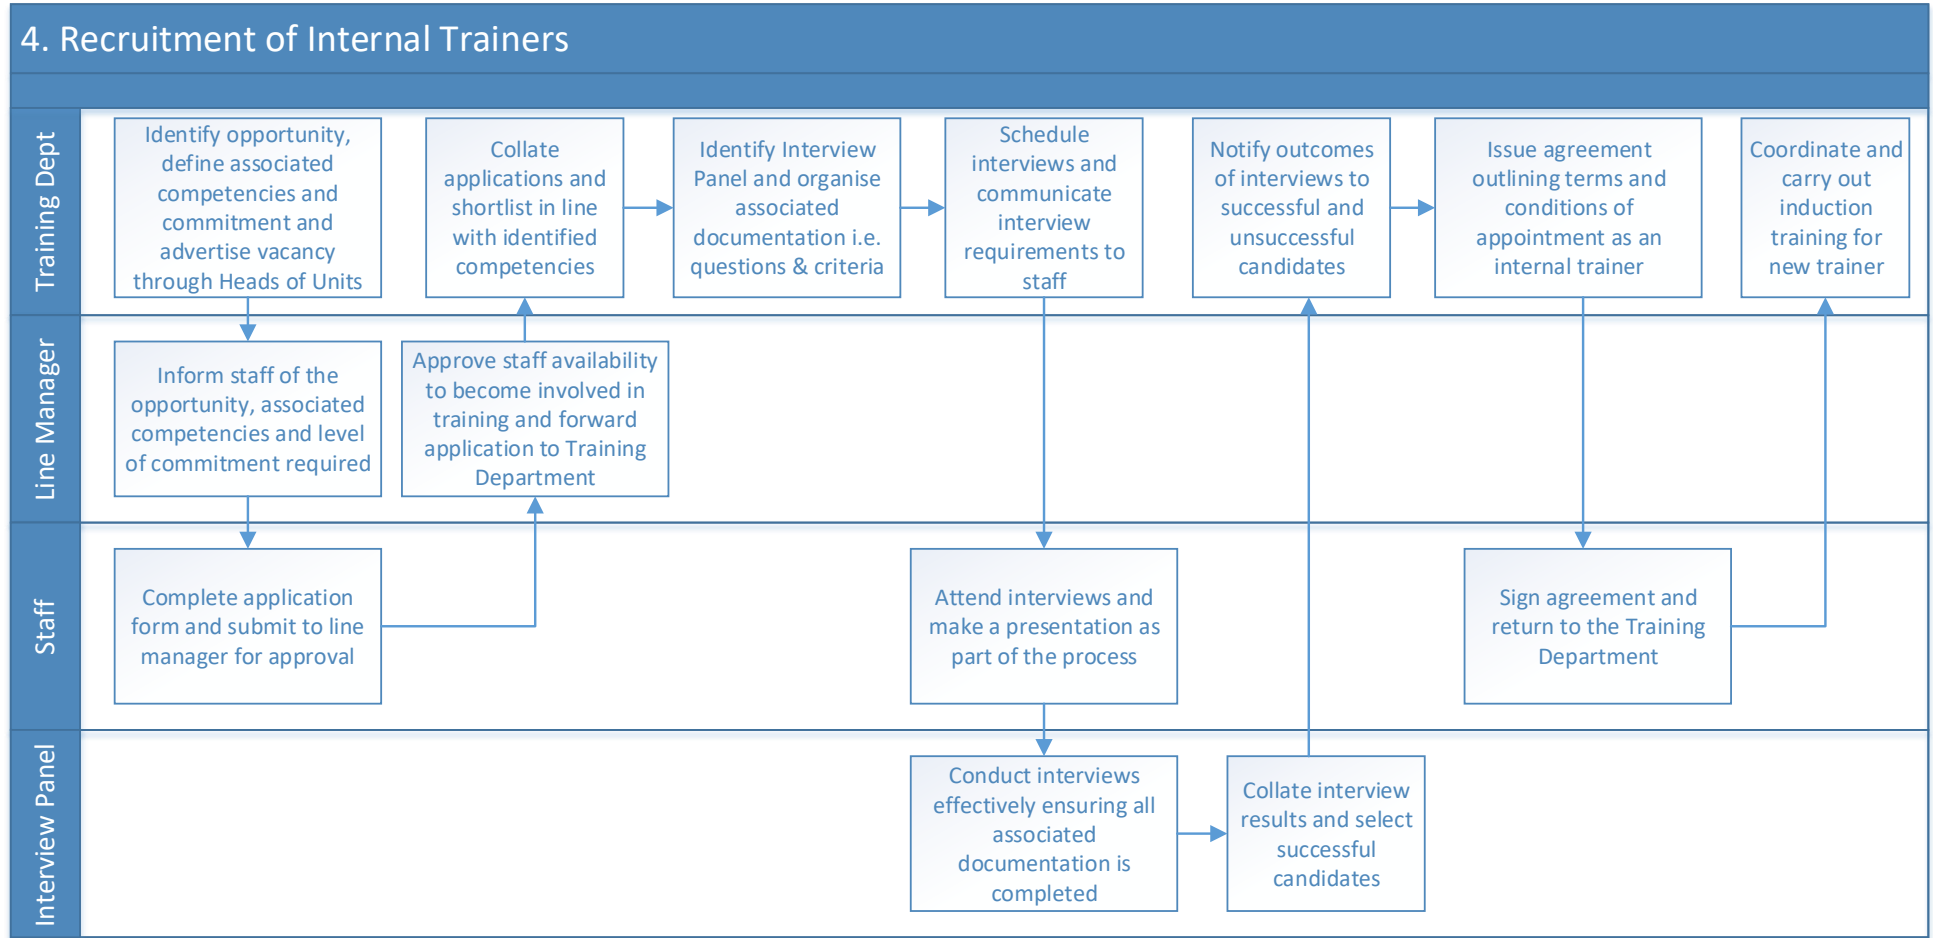 4. Recruitment of Internal Trainers
Training Dept
Identify opportunity,
define associated
competencies and
commitment and
advertise vacancy
through Heads of Units
Collate
applications and
shortlist in line
with identified
competencies
Identify Interview
Panel and organise
associated
documentation i.e.
questions & criteria
Schedule
interviews and
communicate
interview
requirements to
staff
Notify outcomes
of interviews to
successful and
unsuccessful
candidates
Issue agreement
outlining terms and
conditions of
appointment as an
internal trainer
Coordinate and
carry out
induction
training for
new trainer
Line Manager
Inform staff of the
opportunity, associated
competencies and level
of commitment required
Approve staff availability
to become involved in
training and forward
application to Training
Department
Staff
Complete application
form and submit to line
manager for approval
Attend interviews and
make a presentation as
part of the process
Sign agreement and
return to the Training
Department
Interview Panel
Conduct interviews
effectively ensuring all
associated
documentation is
completed
Collate interview
results and select
successful
candidates